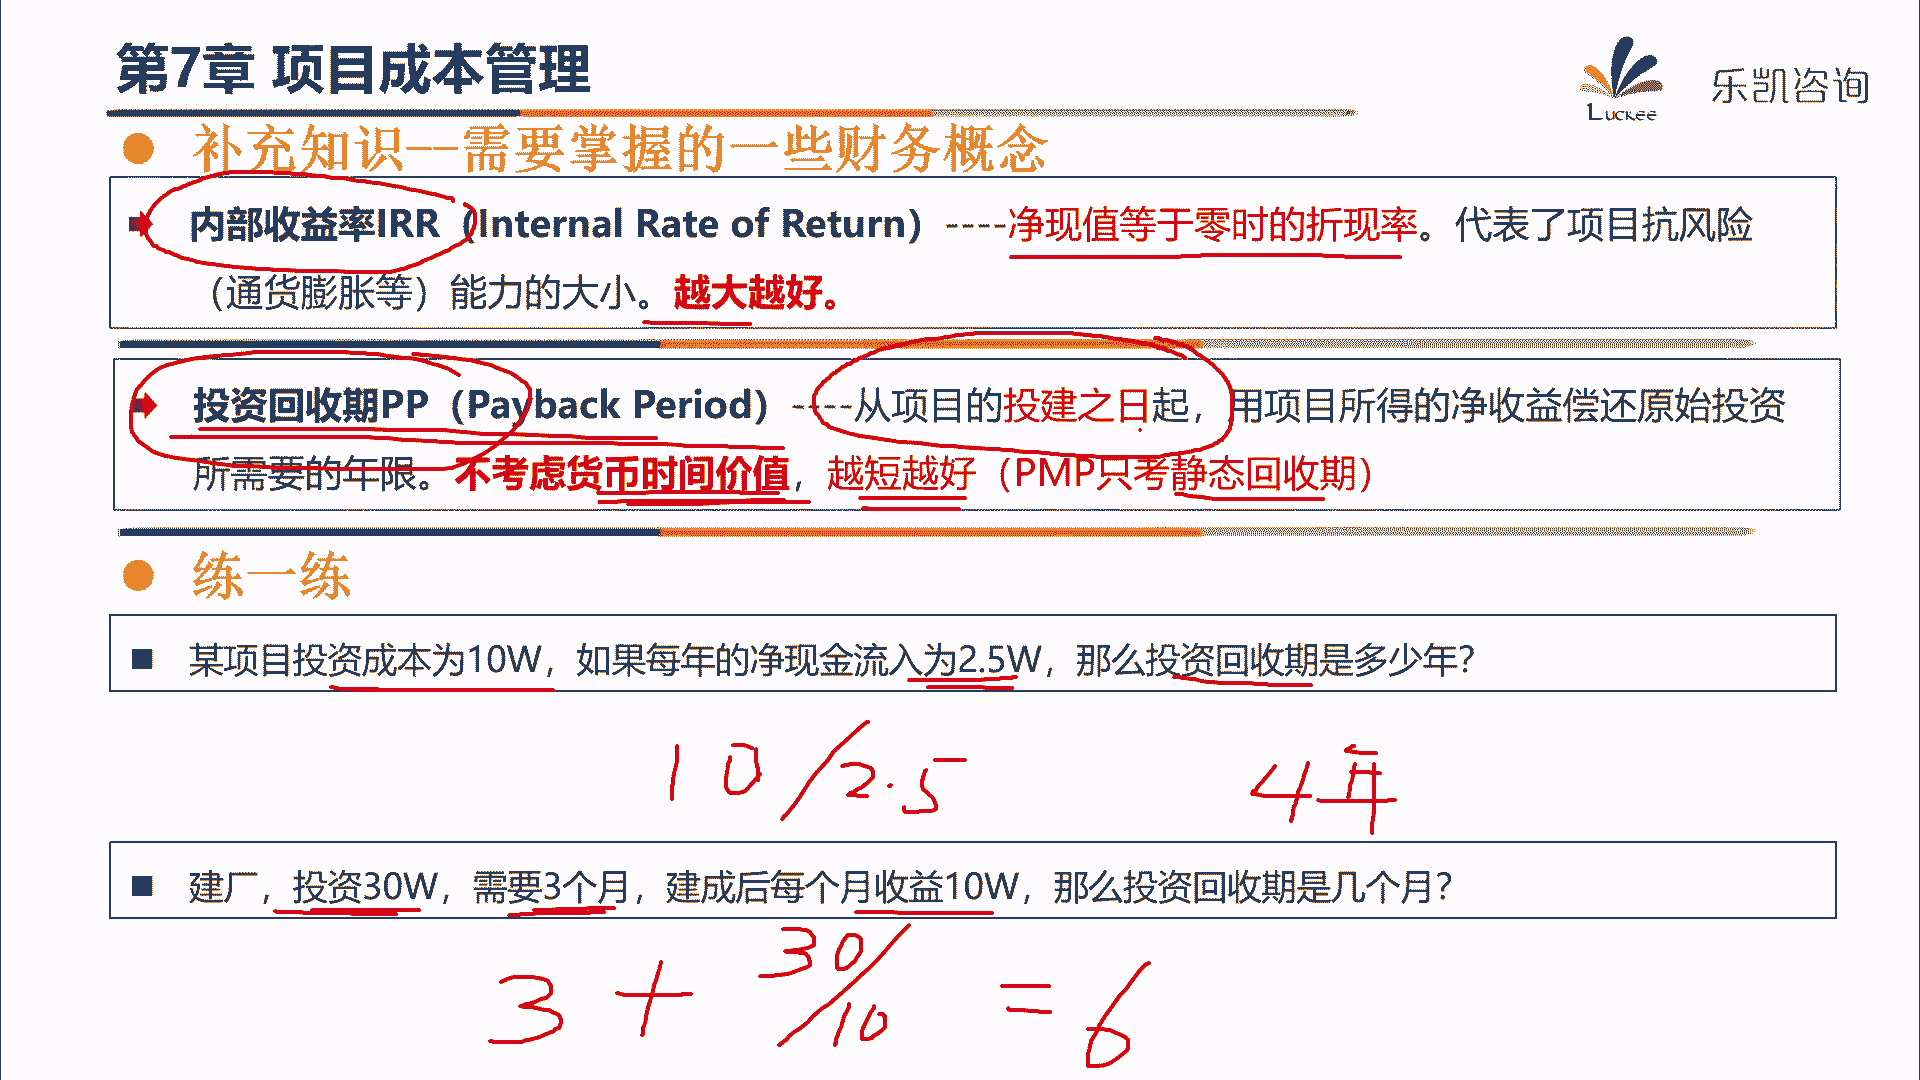 第7章 项目成本管理
Luckee 乐凯咨询
补充知识--需要掌握的一些财务概念
内部收益率IRR（Internal Rate of Return）----净现值等于零时的折现率。代表了项目抗风险
（通货膨胀等）能力的大小。越大越好。
投资回收期PP（Payback Period）----从项目的投建之日起，用项目所得的净收益偿还原始投资
所需要的年限。不考虑货币时间价值，越短越好（PMP只考静态回收期）
练一练
某项目投资成本为10W，如果每年的净现金流入为2.5W，那么投资回收期是多少年？
10/2.5 4年
建厂，投资30W，需要3个月，建成后每个月收益10W，那么投资回收期是几个月？
3+30/10=6